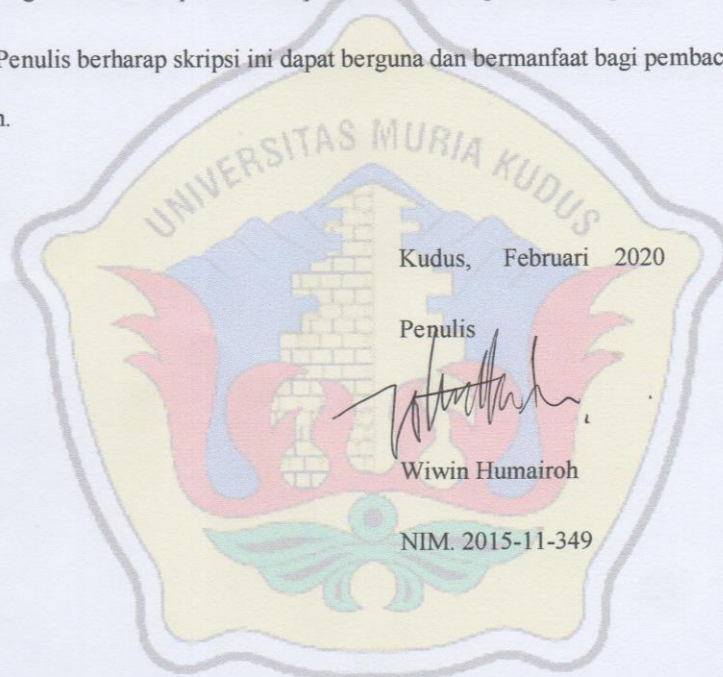 Penulis berharap skripsi ini dapat berguna dan bermanfaat bagi pembac
n.
UNIVERSITAS MURIA KUDUS
Kudus, Februari 2020
Penulis
Wiwin Humairoh
NIM. 2015-11-349